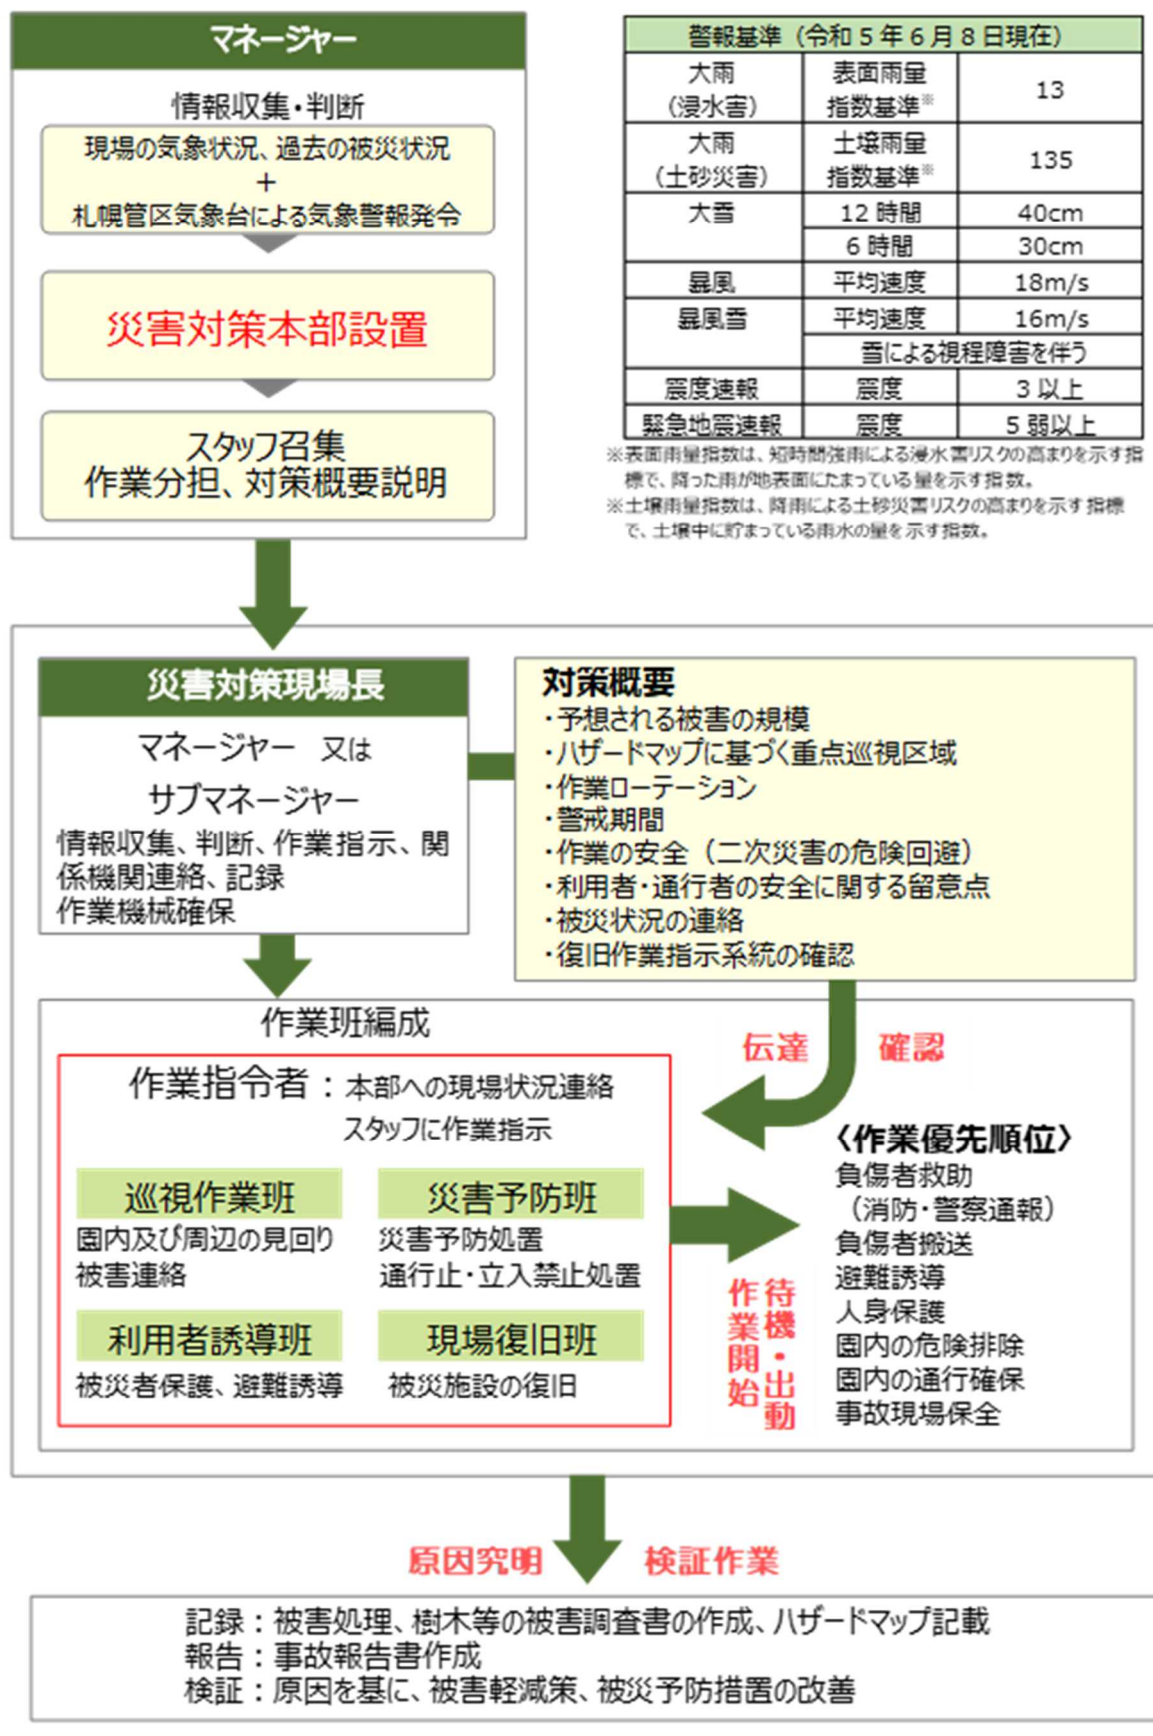 マネージャー
情報収集・判断
現場の気象状況、過去の被災状況
+
札幌管区気象台による気象警報発令
災害対策本部設置
スタッフ召集
作業分担、対策概要説明
警報基準（令和5年6月8日現在）
大雨
（浸水害）
表面雨量
指数基準※
13
大雨
（土砂災害）
土壌雨量
指数基準※
135
大雪
12時間
40cm
6時間
30cm
暴風
平均速度
18m/s
暴風雪
平均速度
16m/s
雪による視程障害を伴う
震度速報
震度
3以上
緊急地震速報
震度
5弱以上
※表面雨量指数は、短時間強雨による浸水害リスクの高まりを示す指
標で、降った雨が地表面にたまっている量を示す指数。
※土壌雨量指数は、降雨による土砂災害リスクの高まりを示す指標
で、土壌中に貯まっている雨水の量を示す指数。
災害対策現場長
マネージャー 又は
サブマネージャー
情報収集、判断、作業指示、関
係機関連絡、記録
作業機械確保
対策概要
・予想される被害の規模
・ハザードマップに基づく重点巡視区域
・作業ローテーション
・警戒期間
・作業の安全（二次災害の危険回避）
・利用者・通行者の安全に関する留意点
・被災状況の連絡
・復旧作業指示系統の確認
作業班編成
伝達 確認
作業指令者：本部への現場状況連絡
スタッフに作業指示
巡視作業班
園内及び周辺の見回り
被害連絡
災害予防班
災害予防処置
通行止・立入禁止処置
利用者誘導班
被災者保護、避難誘導
現場復旧班
被災施設の復旧
待機・出動
作業開始
〈作業優先順位〉
負傷者救助
（消防・警察通報）
負傷者搬送
避難誘導
人身保護
園内の危険排除
園内の通行確保
事故現場保全
原因究明 検証作業
記録：被害処理、樹木等の被害調査書の作成、ハザードマップ記載
報告：事故報告書作成
検証：原因を基に、被害軽減策、被災予防措置の改善